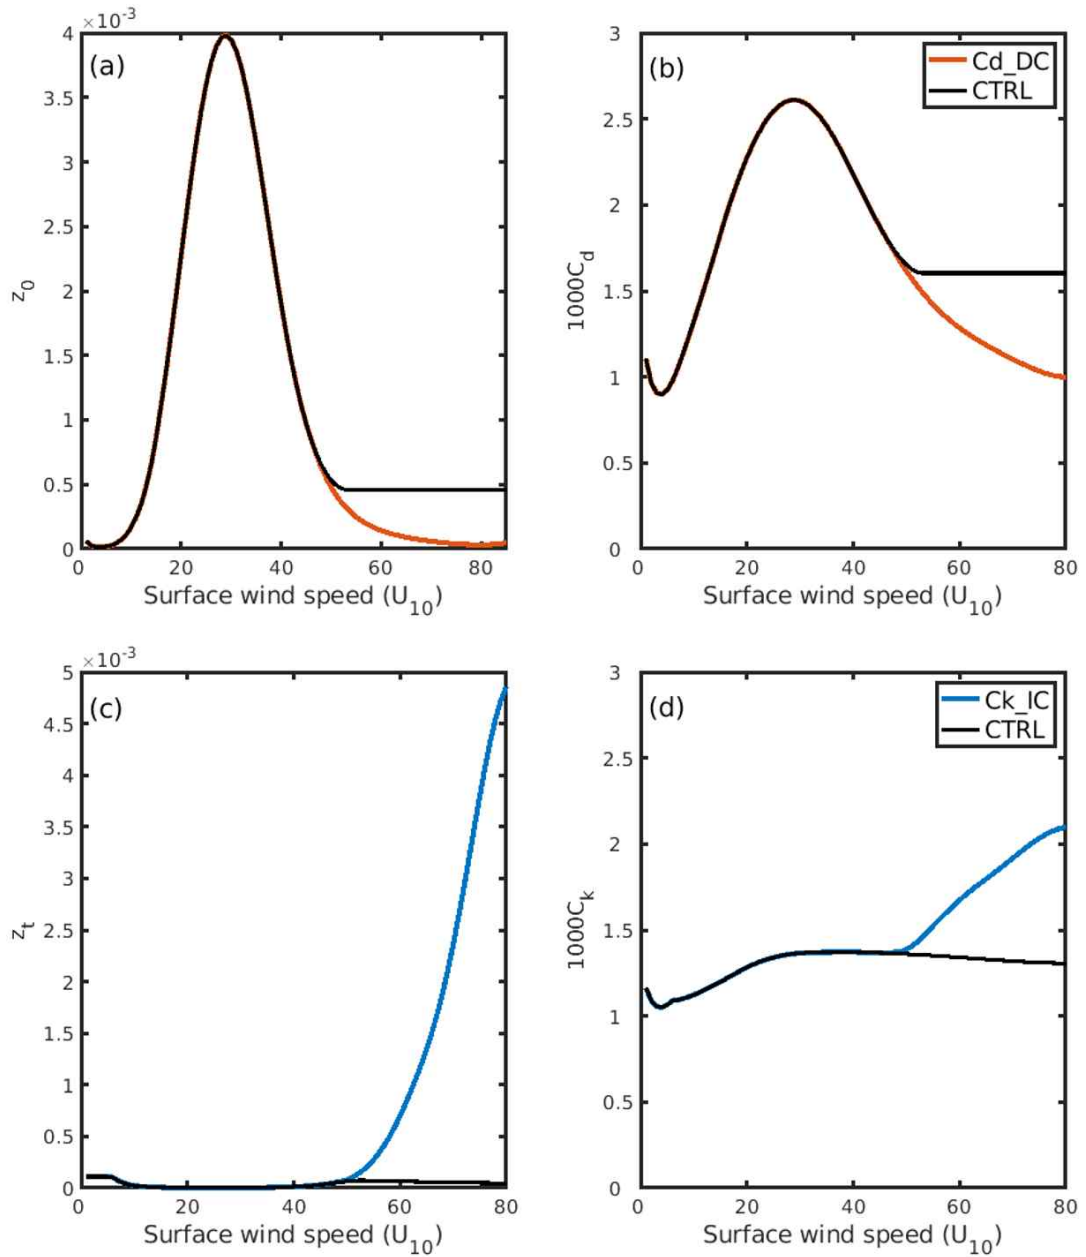 ×10⁻³
(a)
4
3.5
3
2.5
2
1.5
1
0.5
0
z₀
0 20 40 60 80
Surface wind speed (U₁₀)
(b)
Cd_DC
CTRL
3
2.5
2
1.5
1
0.5
0
1000C_d
0 20 40 60 80
Surface wind speed (U₁₀)
×10⁻³
(c)
5
4.5
4
3.5
3
2.5
2
1.5
1
0.5
0
z_t
0 20 40 60 80
Surface wind speed (U₁₀)
(d)
Ck_IC
CTRL
3
2.5
2
1.5
1
0.5
0
1000C_k
0 20 40 60 80
Surface wind speed (U₁₀)